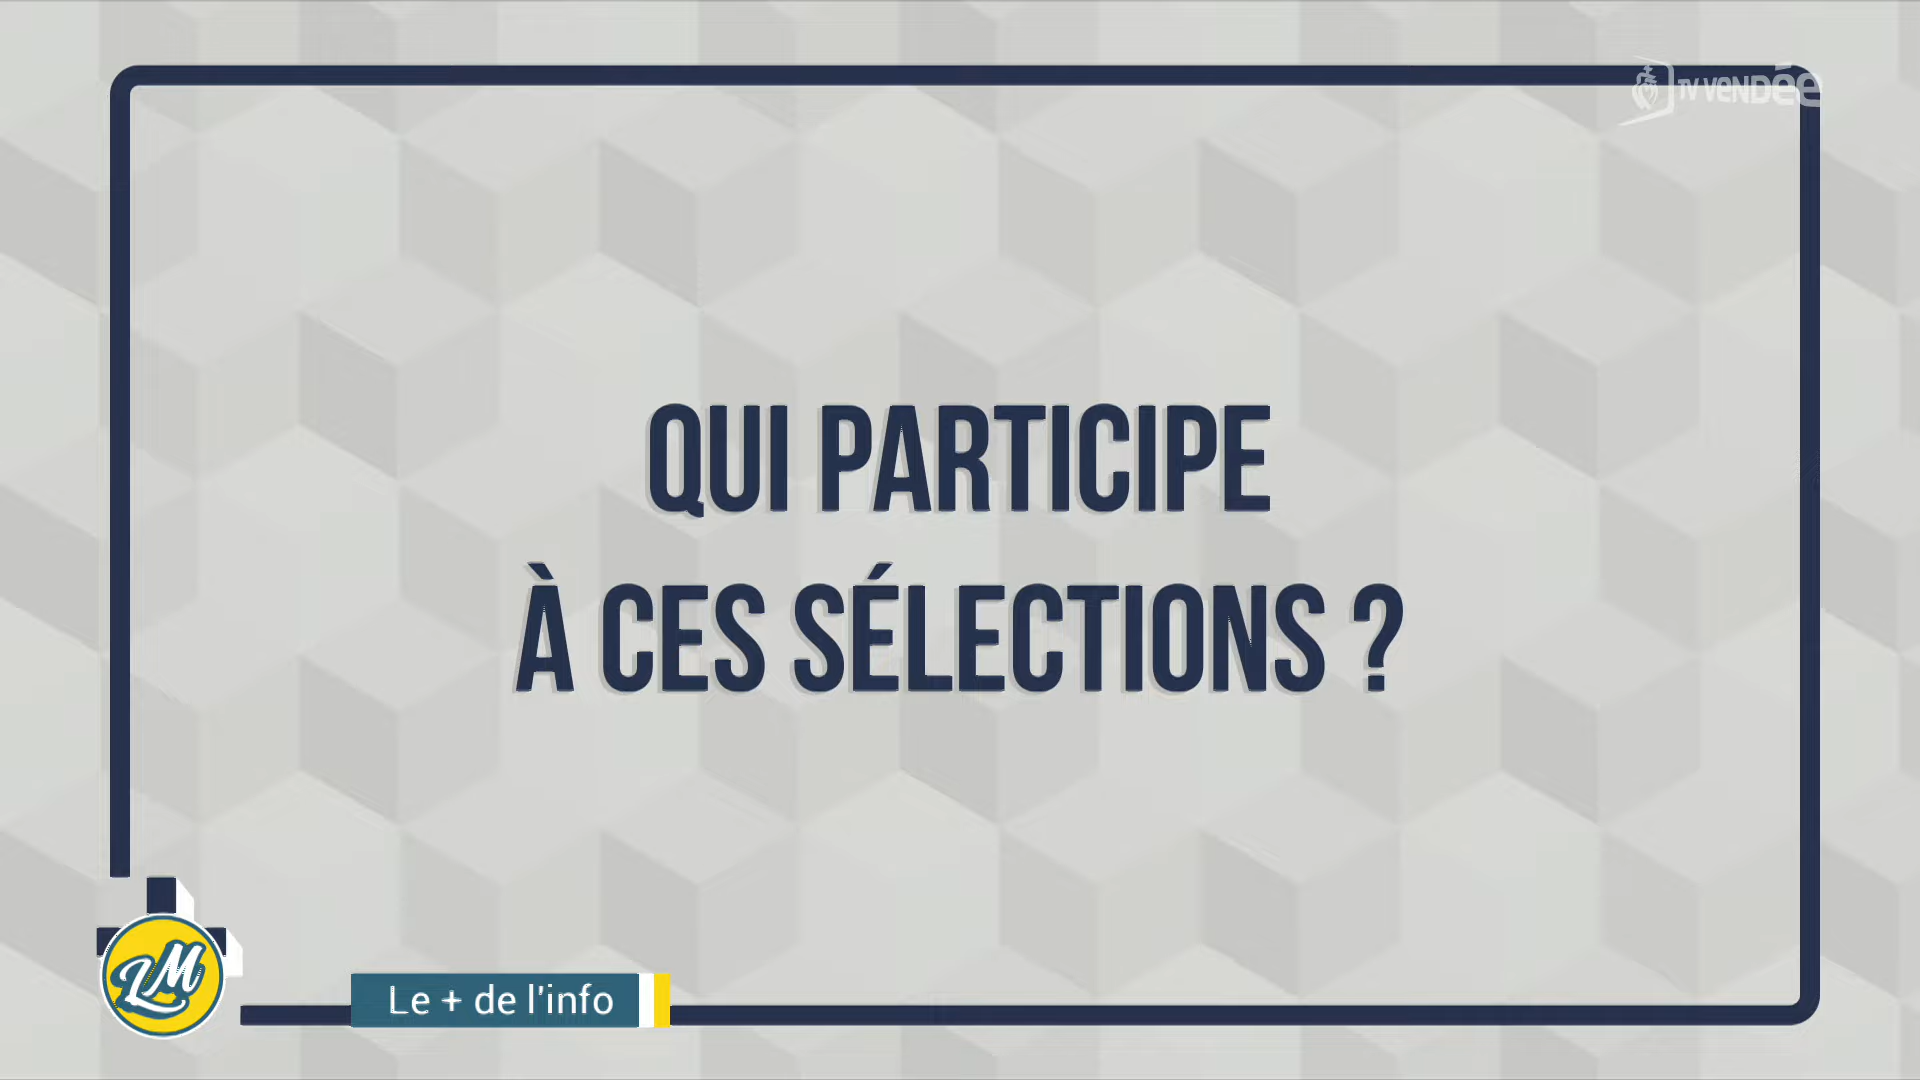 TV VENDÉE
QUI PARTICIPE
À CES SÉLECTIONS ?
LM
Le + de l'info